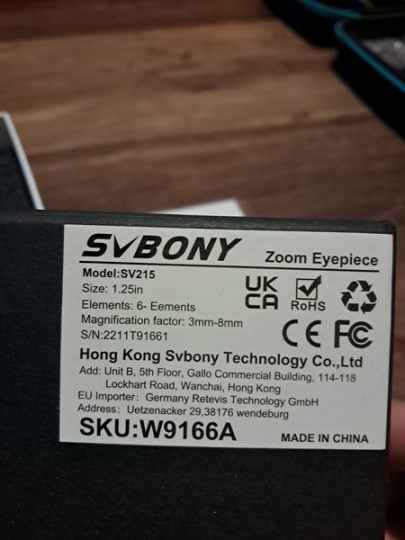 SVBONY
Zoom Eyepiece
Model:SV215
Size: 1.25in
Elements: 6- Eements
Magnification factor: 3mm-8mm
S/N:2211T91661
UK
CA
RoHS
CE FC
Hong Kong Svbony Technology Co.,Ltd
Add: Unit B, 5th Floor, Gallo Commercial Building, 114-118
Lockhart Road, Wanchai, Hong Kong
EU Importer: Germany Retevis Technology GmbH
Address: Uetzenacker 29,38176 wendeburg
SKU:W9166A
MADE IN CHINA